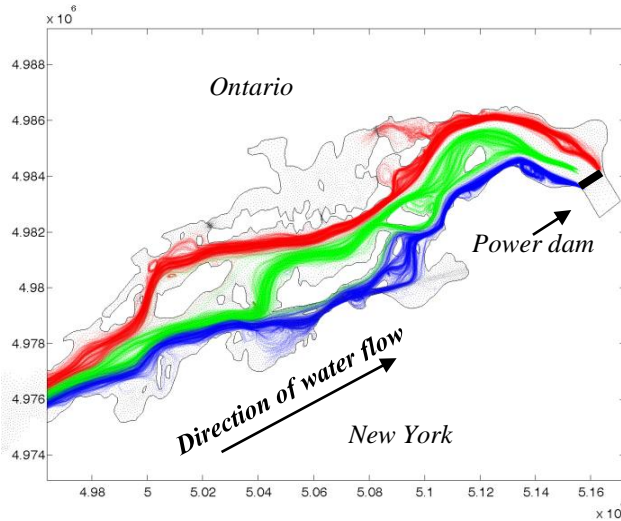 x 10⁶
4.988
Ontario
4.986
4.984
4.982
Power dam
4.98
4.978
Direction of water flow
4.976
New York
4.974
4.98 5 5.02 5.04 5.06 5.08 5.1 5.12 5.14 5.16